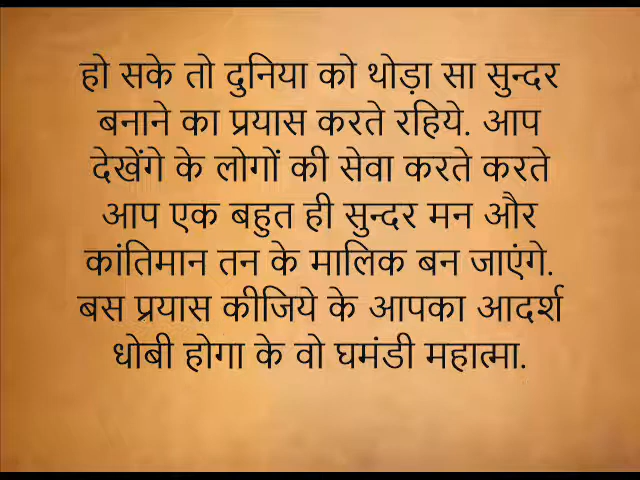 हो सके तो दुनिया को थोड़ा सा सुन्दर
बनाने का प्रयास करते रहिये. आप
देखेंगे के लोगों की सेवा करते करते
आप एक बहुत ही सुन्दर मन और
कांतिमान तन के मालिक बन जाएंगे.
बस प्रयास कीजिये के आपका आदर्श
धोबी होगा के वो घमंडी महात्मा.